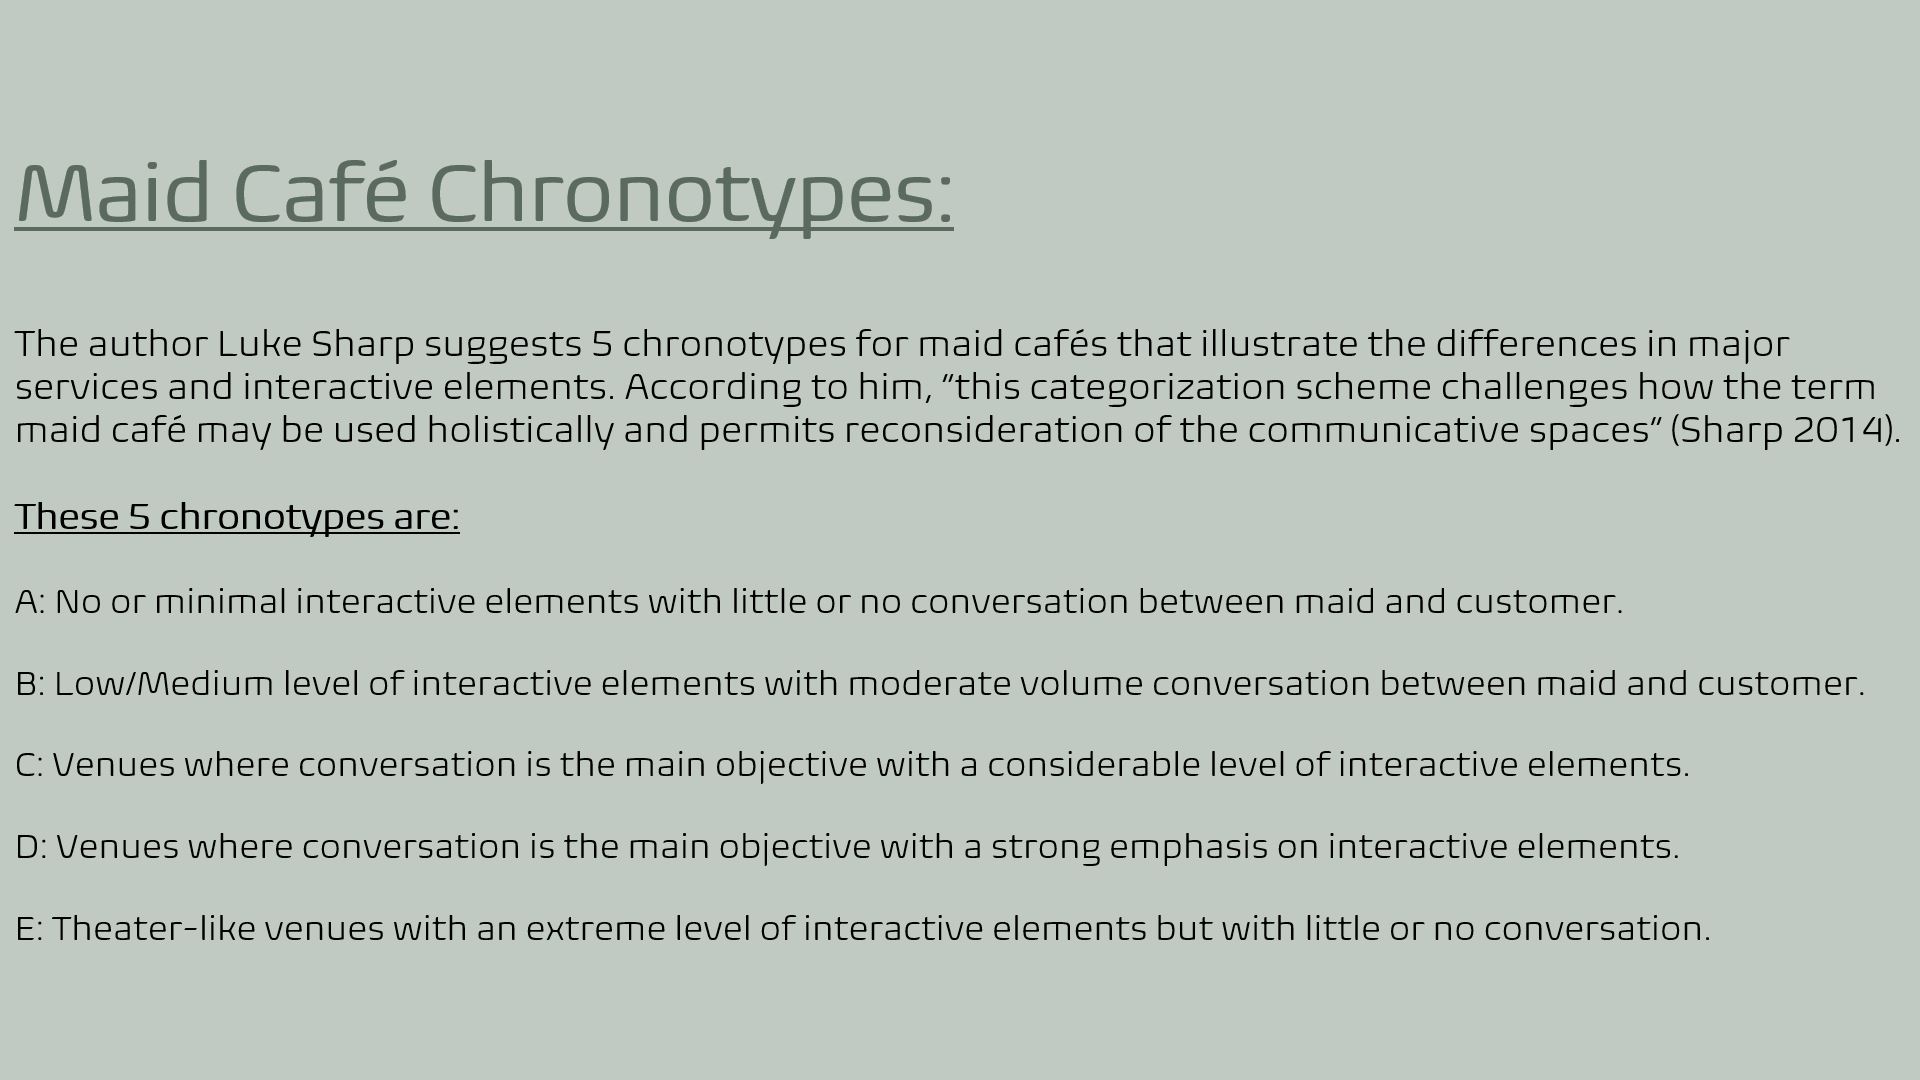 Maid Café Chronotypes:
The author Luke Sharp suggests 5 chronotypes for maid cafés that illustrate the differences in major
services and interactive elements. According to him, "this categorization scheme challenges how the term
maid café may be used holistically and permits reconsideration of the communicative spaces" (Sharp 2014).
These 5 chronotypes are:
A: No or minimal interactive elements with little or no conversation between maid and customer.
B: Low/Medium level of interactive elements with moderate volume conversation between maid and customer.
C: Venues where conversation is the main objective with a considerable level of interactive elements.
D: Venues where conversation is the main objective with a strong emphasis on interactive elements.
E: Theater-like venues with an extreme level of interactive elements but with little or no conversation.